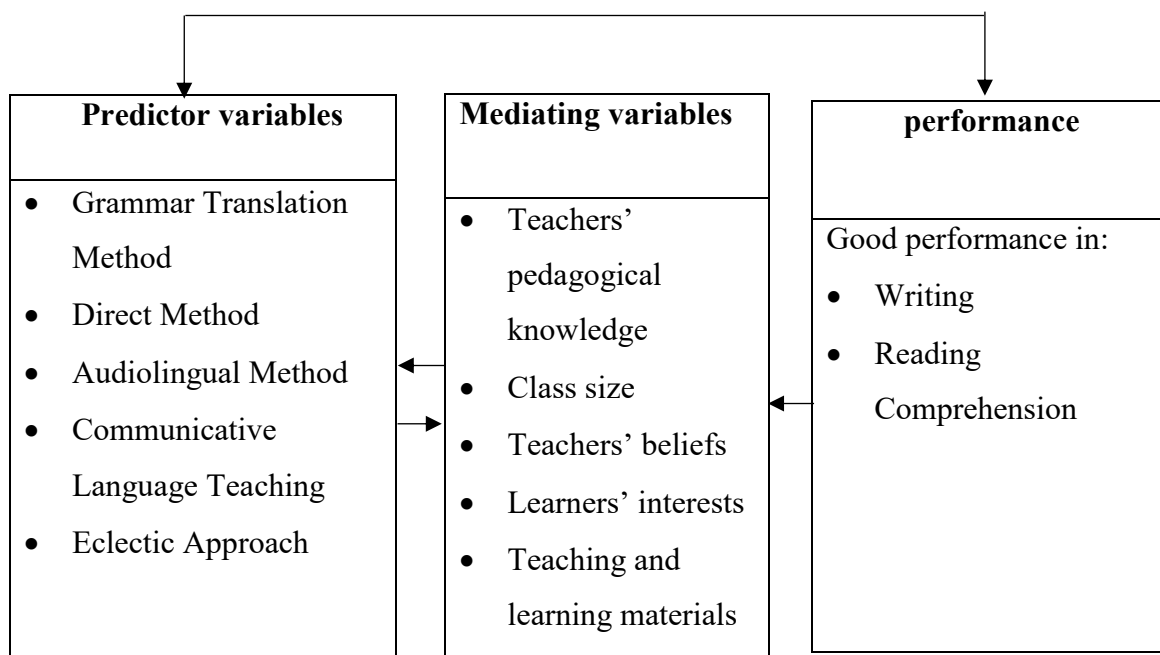 Predictor variables
• Grammar Translation
Method
• Direct Method
• Audiolingual Method
• Communicative
Language Teaching
• Eclectic Approach
Mediating variables
• Teachers’
pedagogical
knowledge
• Class size
• Teachers’ beliefs
• Learners’ interests
• Teaching and
learning materials
performance
Good performance in:
• Writing
• Reading
Comprehension